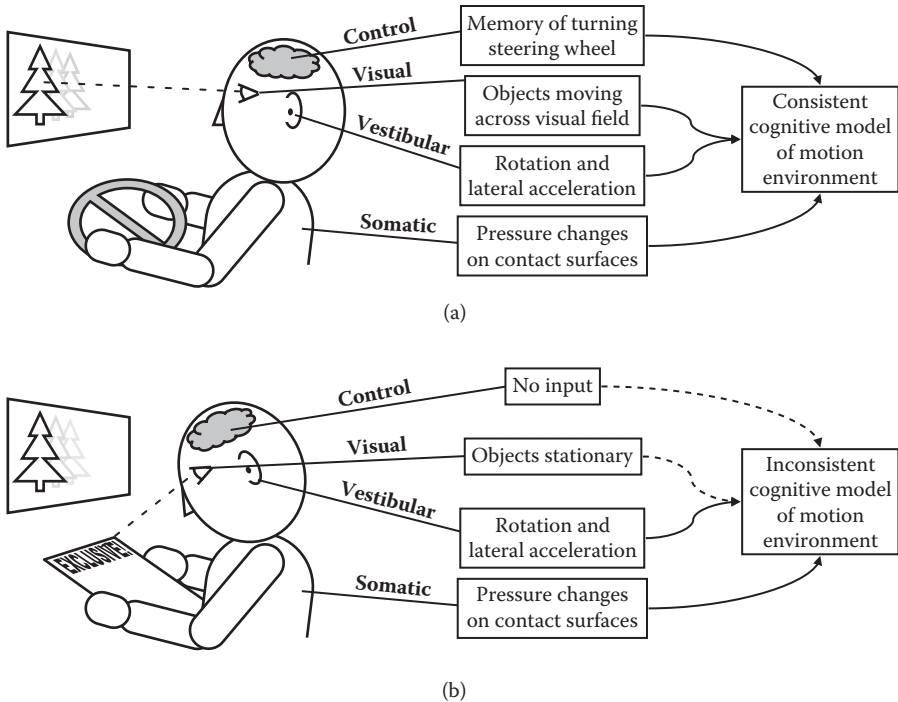 Control
Memory of turning
steering wheel
Visual
Objects moving
across visual field
Vestibular
Rotation and
lateral acceleration
Somatic
Pressure changes
on contact surfaces
Consistent
cognitive model
of motion
environment
(a)
Control
No input
Visual
Objects stationary
Vestibular
Rotation and
lateral acceleration
EXCLUSIVE!
Somatic
Pressure changes
on contact surfaces
Inconsistent
cognitive model
of motion
environment
(b)